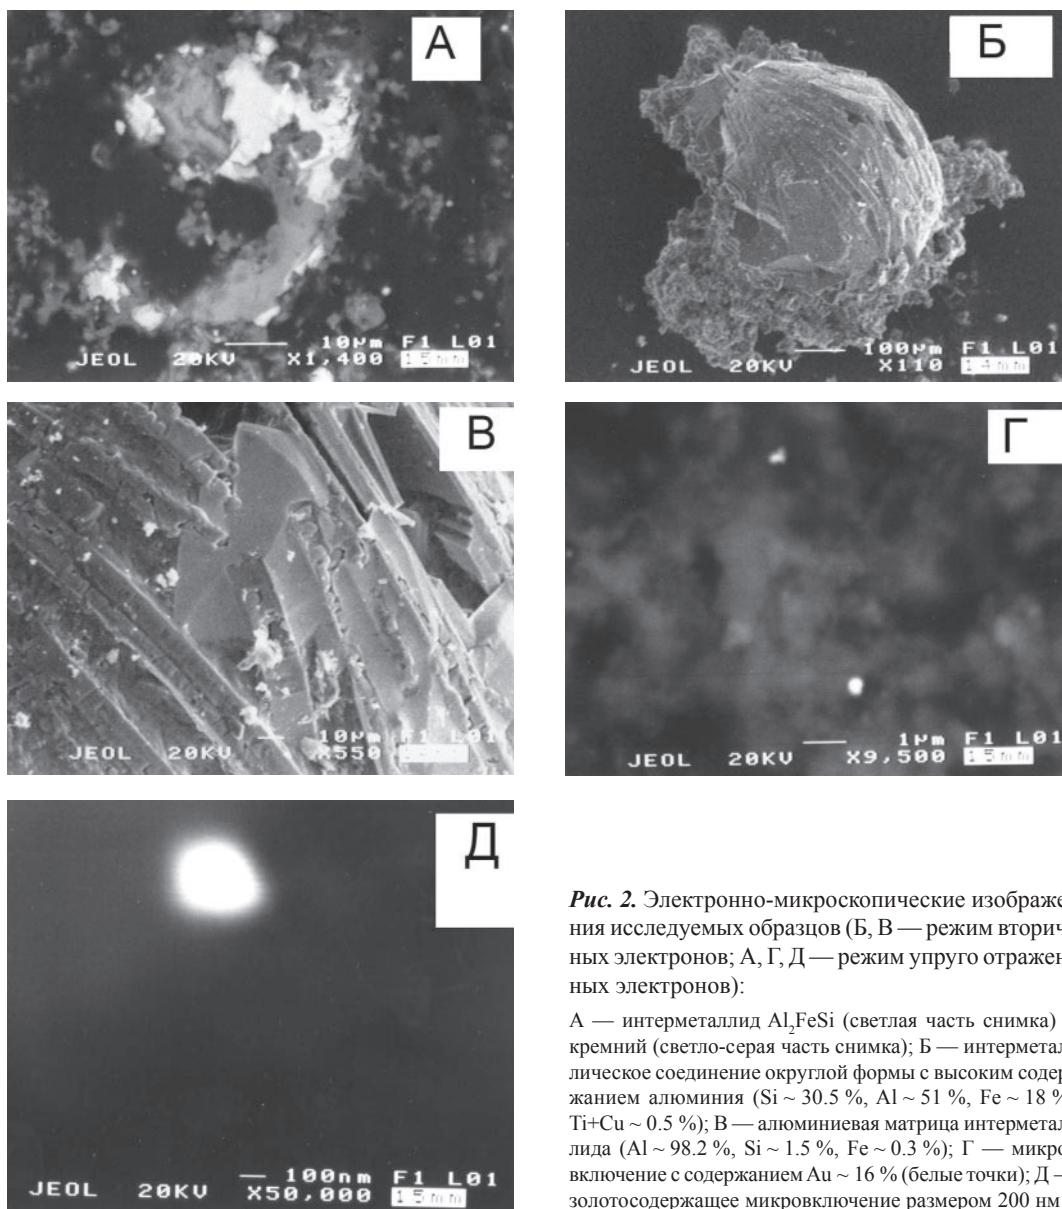 А
Б
10µm F1 L01
JEOL 20KV X1,400 15mm
100µm F1 L01
JEOL 20KV X110 14mm
В
Г
10µm F1 L01
JEOL 20KV X550
1µm F1 L01
JEOL 20KV X9,500 15mm
Д
100nm F1 L01
JEOL 20KV X50,000 15mm
Рис. 2. Электронно-микроскопические изображе-
ния исследуемых образцов (Б, В — режим вторич-
ных электронов; А, Г, Д — режим упруго отражен-
ных электронов):
А — интерметаллид Al₂FeSi (светлая часть снимка)
кремний (светло-серая часть снимка); Б — интерметал-
лическое соединение округлой формы с высоким содер-
жанием алюминия (Si ~ 30.5 %, Al ~ 51 %, Fe ~ 18 %
Ti+Cu ~ 0.5 %); В — алюминиевая матрица интерметал-
лида (Al ~ 98.2 %, Si ~ 1.5 %, Fe ~ 0.3 %); Г — микро-
включение с содержанием Au ~ 16 % (белые точки); Д —
золотосодержащее микровключение размером 200 нм